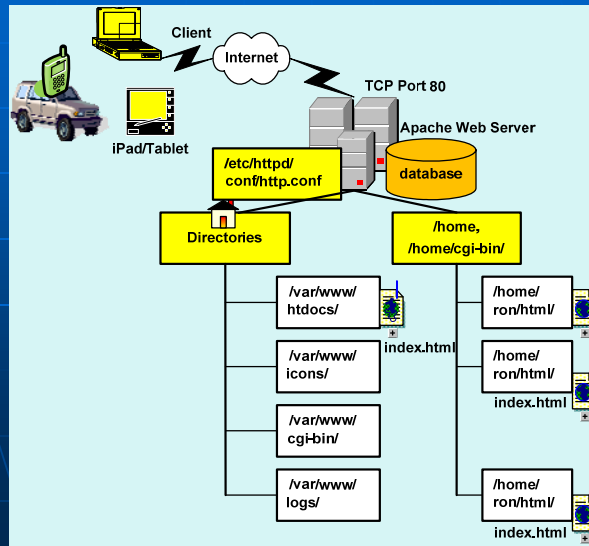 Client
Internet
TCP Port 80
iPad/Tablet
Apache Web Server
/etc/httpd/
conf/http.conf
database
Directories
/home,
/home/cgi-bin/
/var/www/
htdocs/
index.html
/var/www/
icons/
/var/www/
cgi-bin/
/var/www/
logs/
/home/
ron/html/
/home/
ron/html/
index.html
/home/
ron/html/
index.html